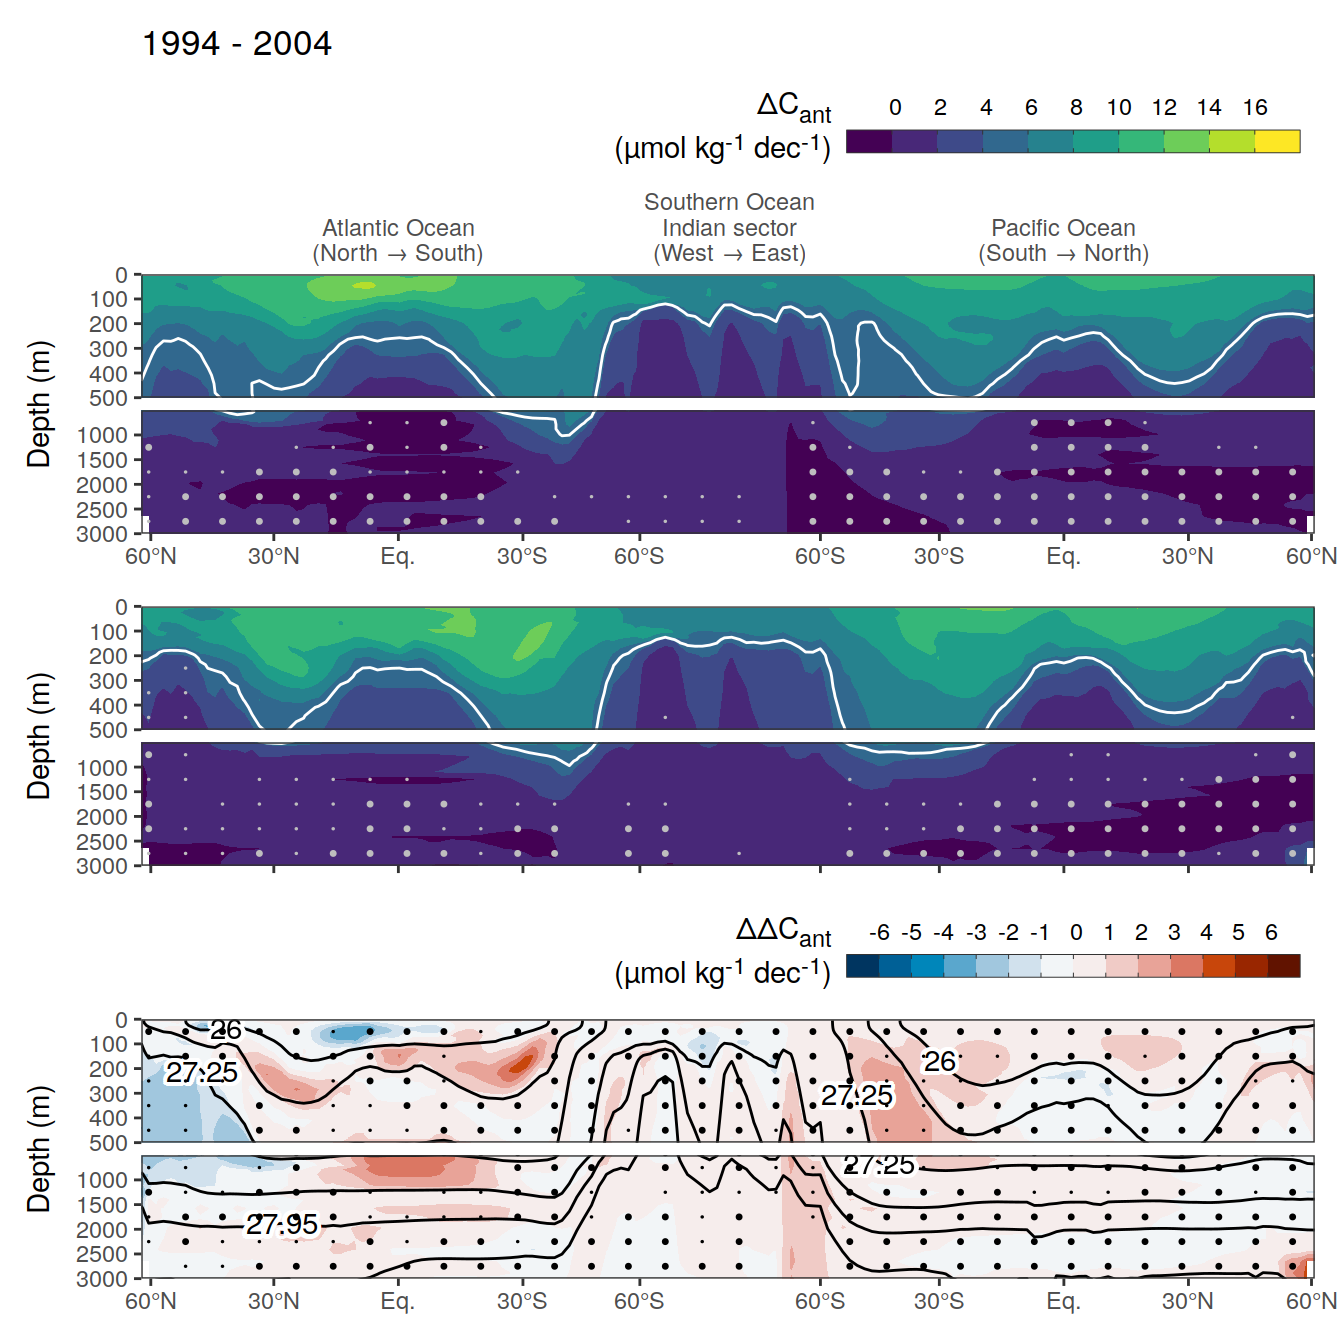 1994 - 2004
ΔCant
(μmol kg-1 dec-1)
0 2 4 6 8 10 12 14 16
Atlantic Ocean
(North → South)
Southern Ocean
Indian sector
(West → East)
Pacific Ocean
(South → North)
Depth (m)
0
100
200
300
400
500
1000
1500
2000
2500
3000
60°N 30°N Eq. 30°S 60°S 60°S 30°S Eq. 30°N 60°N
Depth (m)
0
100
200
300
400
500
1000
1500
2000
2500
3000
ΔΔCant
(μmol kg-1 dec-1)
-6 -5 -4 -3 -2 -1 0 1 2 3 4 5 6
Depth (m)
0
100
200
300
400
500
26
27.25
26
27.25
1000
1500
2000
2500
3000
27.25
27.95
60°N 30°N Eq. 30°S 60°S 60°S 30°S Eq. 30°N 60°N